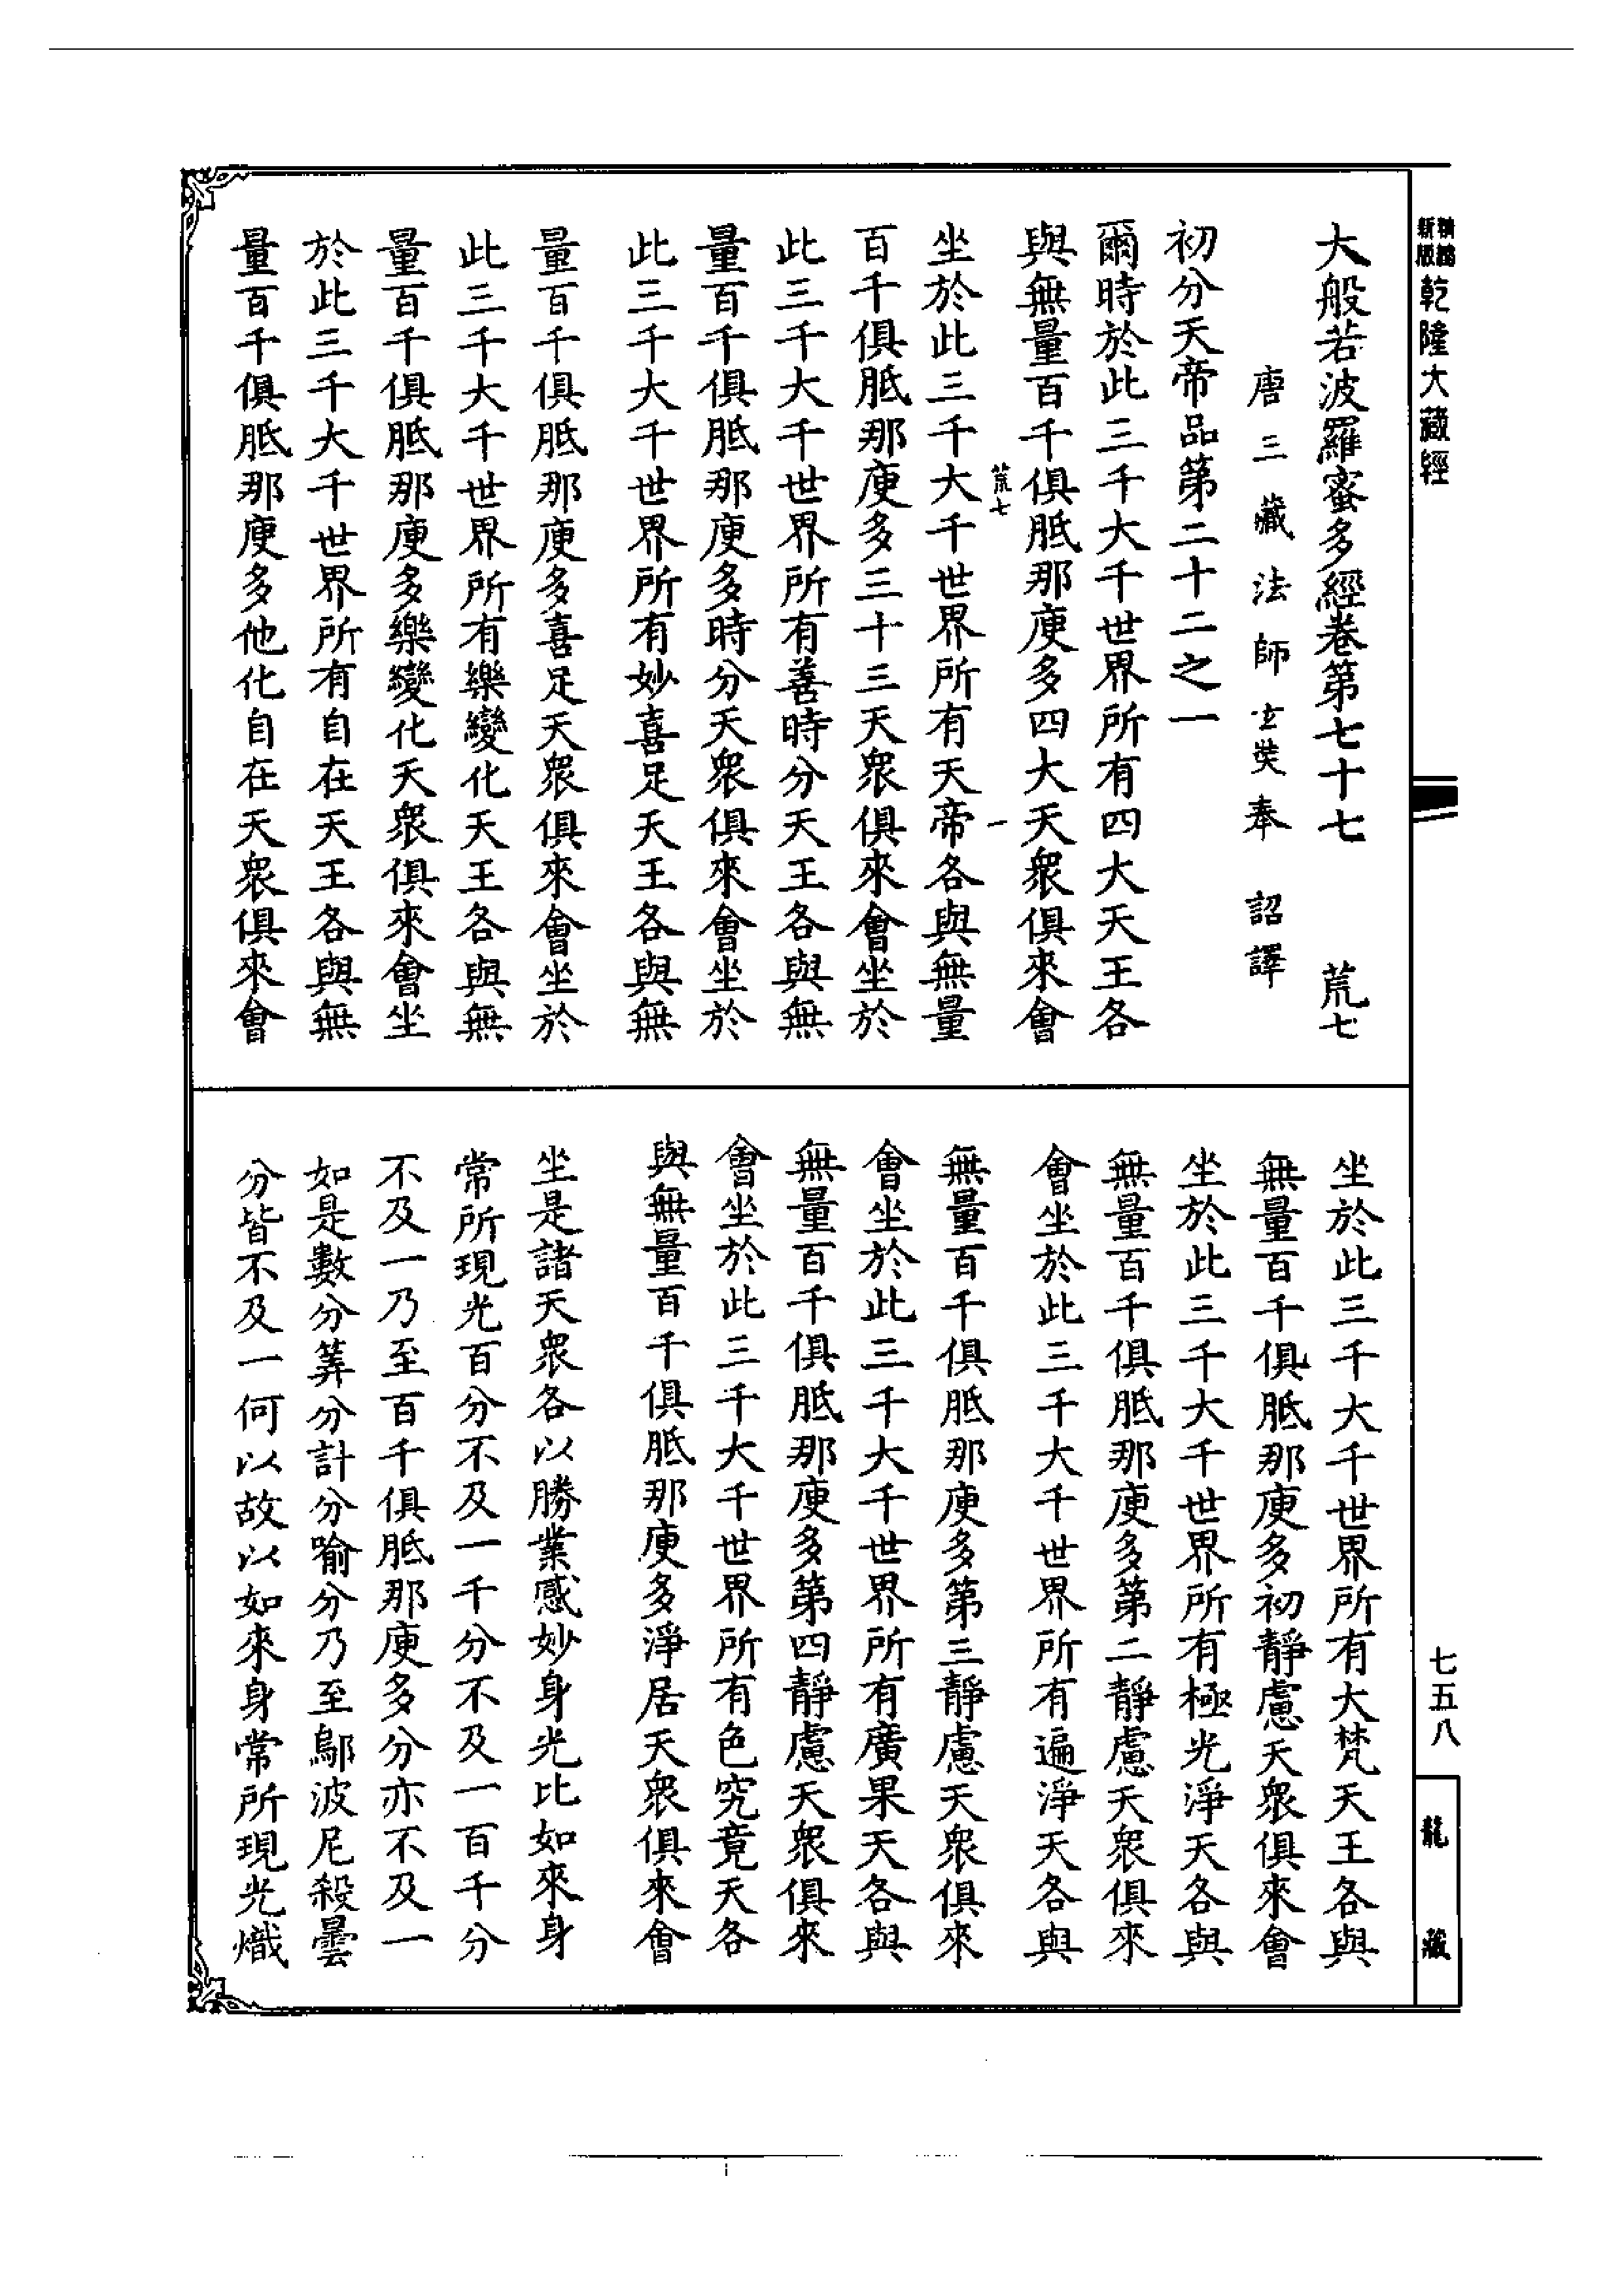 新版
乾隆大藏經
大般若波羅蜜多經卷第七十七　荒七
唐三藏法師玄奘奉　詔譯
初分天帝品第二十二之一
爾時於此三千大千世界所有四大天王各
與無量百千俱胝那庾多四大天眾俱來會
荒七　一
坐於此三千大千世界所有天帝各與無量
百千俱胝那庾多三十三天眾俱來會坐於
此三千大千世界所有善時分天王各與無
量百千俱胝那庾多時分天眾俱來會坐於
此三千大千世界所有妙喜足天王各與無
量百千俱胝那庾多喜足天眾俱來會坐於
此三千大千世界所有樂變化天王各與無
量百千俱胝那庾多樂變化天眾俱來會坐
於此三千大千世界所有自在天王各與無
量百千俱胝那庾多他化自在天眾俱來會
坐於此三千大千世界所有大梵天王各與
無量百千俱胝那庾多初靜慮天眾俱來會
坐於此三千大千世界所有極光淨天各與
無量百千俱胝那庾多第二靜慮天眾俱來
會坐於此三千大千世界所有遍淨天各與
無量百千俱胝那庾多第三靜慮天眾俱來
會坐於此三千大千世界所有廣果天各與
無量百千俱胝那庾多第四靜慮天眾俱來
會坐於此三千大千世界所有色究竟天各
與無量百千俱胝那庾多淨居天眾俱來會
坐是諸天眾各以勝業感妙身光比如來身
常所現光百分不及一千分不及一百千分
不及一乃至百千俱胝那庾多分亦不及一
如是數分筭分計分喻分乃至鄔波尼殺曇
分皆不及一何以故以如來身常所現光熾
七五八
龍藏